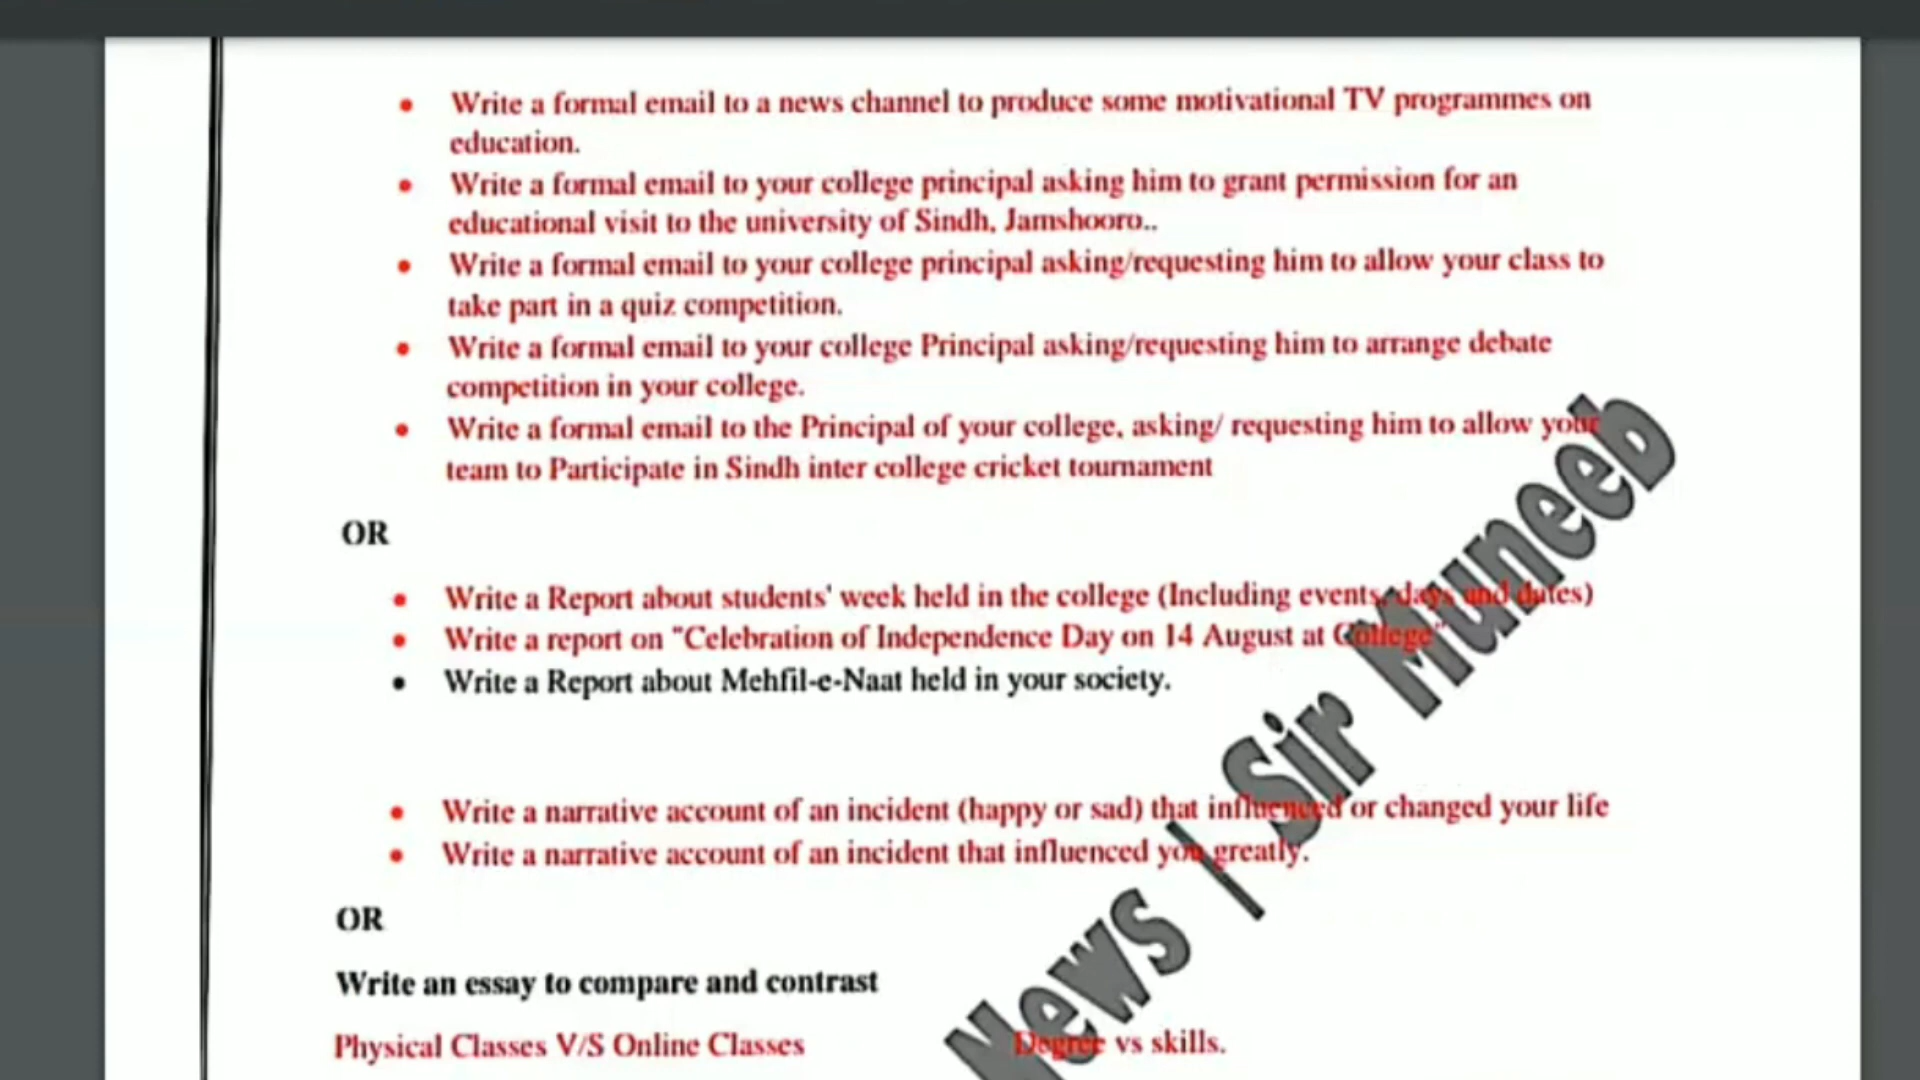 Write a formal email to a news channel to produce some motivational TV programmes on
education.
Write a formal email to your college principal asking him to grant permission for an
educational visit to the university of Sindh, Jamshooro..
Write a formal email to your college principal asking/requesting him to allow your class to
take part in a quiz competition.
Write a formal email to your college Principal asking/requesting him to arrange debate
competition in your college.
Write a formal email to the Principal of your college, asking/ requesting him to allow your
team to Participate in Sindh inter college cricket tournament
OR
Write a Report about students' week held in the college (Including events, days and dates)
Write a report on "Celebration of Independence Day on 14 August at College"
Write a Report about Mehfil-e-Naat held in your society.
Write a narrative account of an incident (happy or sad) that influenced or changed your life
Write a narrative account of an incident that influenced you greatly.
OR
Write an essay to compare and contrast
Physical Classes V/S Online Classes Degree vs skills.
News | Sir Muneeb